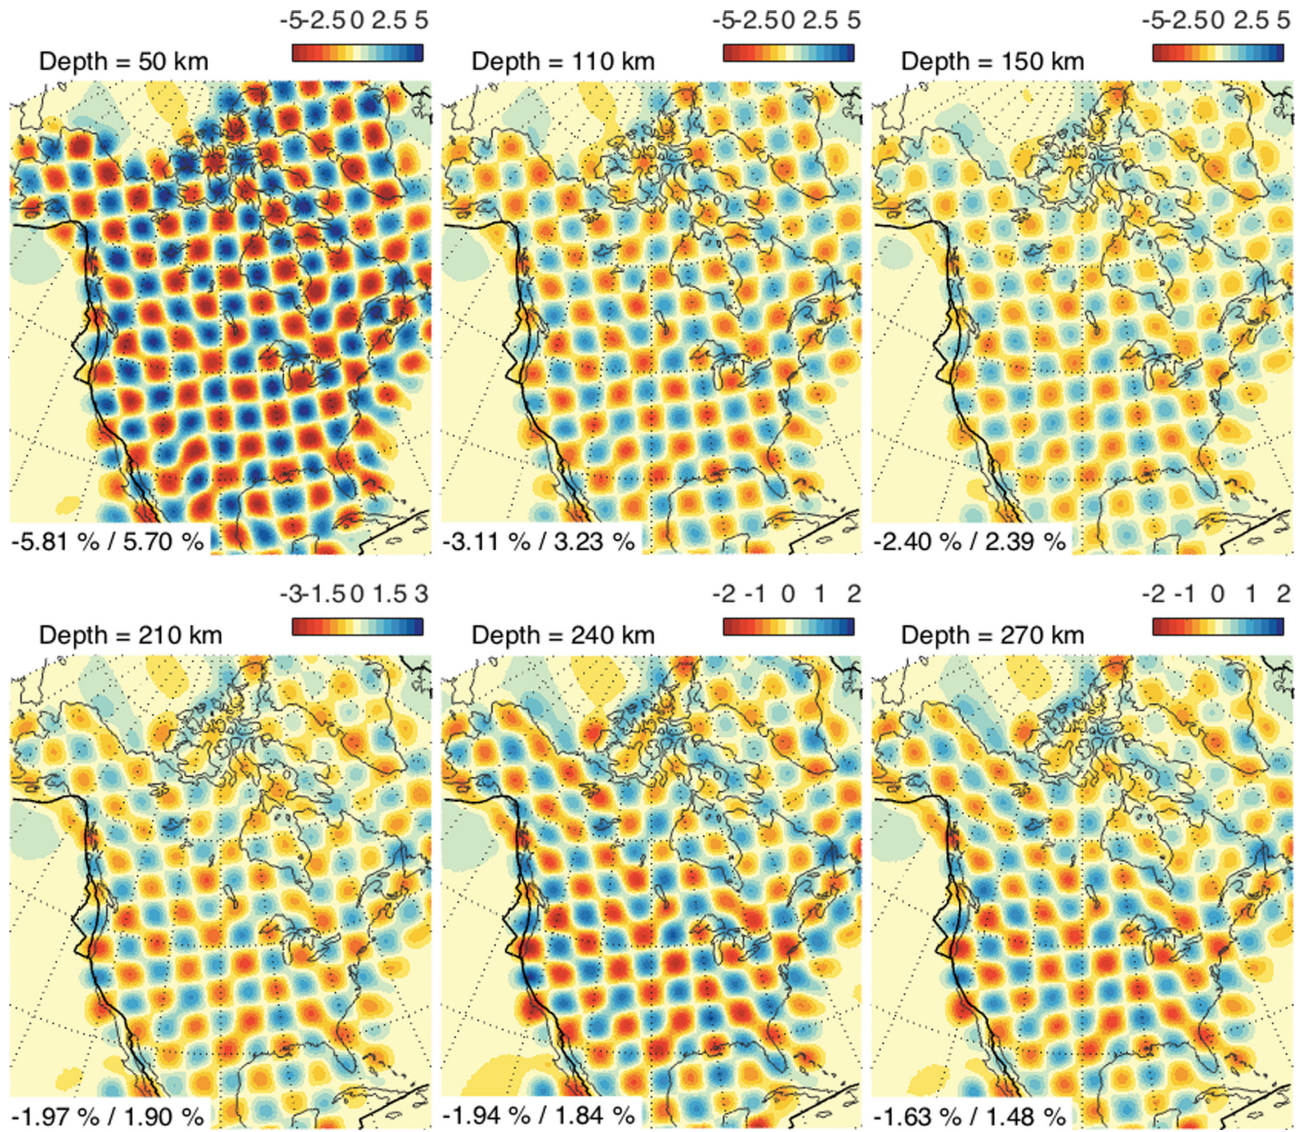 -5-2.50 2.5 5
Depth = 50 km
-5.81 % / 5.70 %
-5-2.50 2.5 5
Depth = 110 km
-3.11 % / 3.23 %
-5-2.50 2.5 5
Depth = 150 km
-2.40 % / 2.39 %
-3-1.50 1.5 3
Depth = 210 km
-1.97 % / 1.90 %
-2 -1 0 1 2
Depth = 240 km
-1.94 % / 1.84 %
-2 -1 0 1 2
Depth = 270 km
-1.63 % / 1.48 %